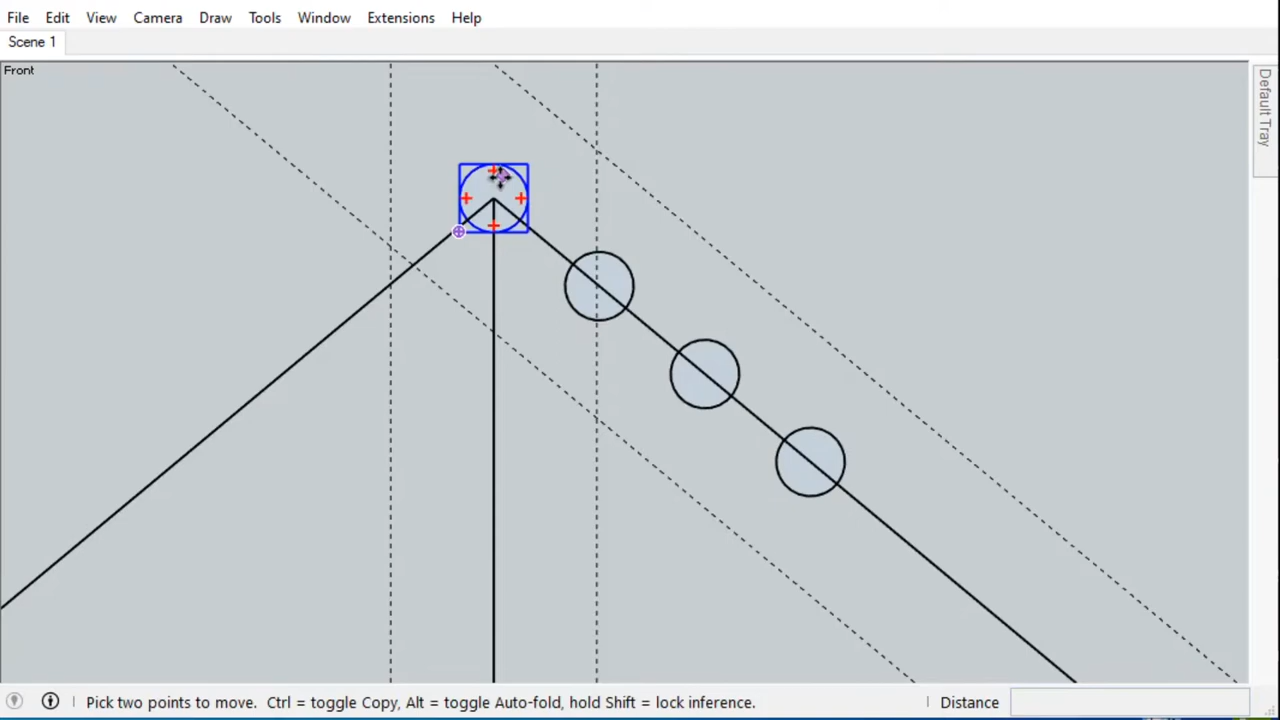 File Edit View Camera Draw Tools Window Extensions Help
Scene 1
Front
Default Tray
Pick two points to move. Ctrl = toggle Copy, Alt = toggle Auto-fold, hold Shift = lock inference. Distance